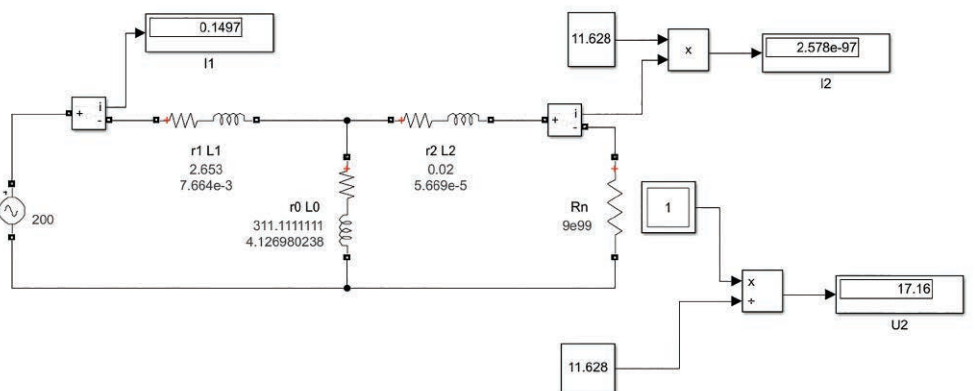 0.1497
I1
11.628
x
2.578e-97
I2
+
i
-
r1 L1
2.653
7.664e-3
r2 L2
0.02
5.669e-5
+
i
-
200
r0 L0
311.1111111
4.126980238
Rn
9e99
1
x
÷
17.16
U2
11.628